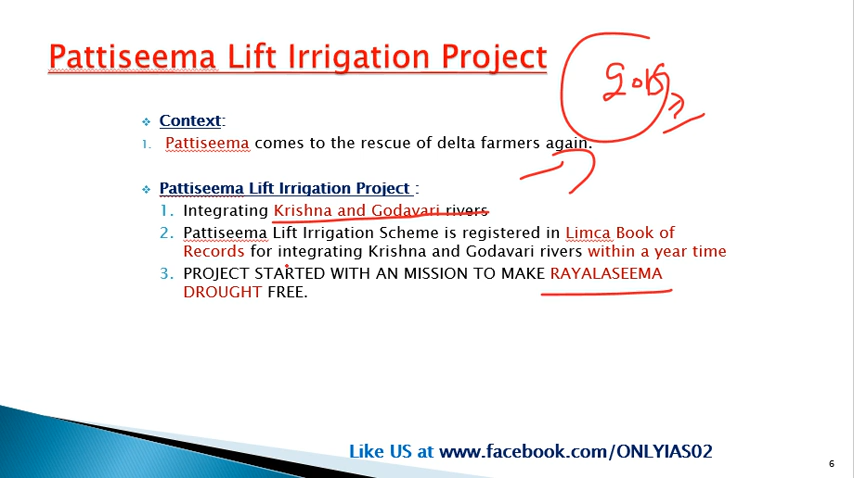 Pattiseema Lift Irrigation Project
Context:
1. Pattiseema comes to the rescue of delta farmers again.
Pattiseema Lift Irrigation Project :
1. Integrating Krishna and Godavari rivers
2. Pattiseema Lift Irrigation Scheme is registered in Limca Book of
Records for integrating Krishna and Godavari rivers within a year time
3. PROJECT STARTED WITH AN MISSION TO MAKE RAYALASEEMA
DROUGHT FREE.
Like US at www.facebook.com/ONLYIAS02
6